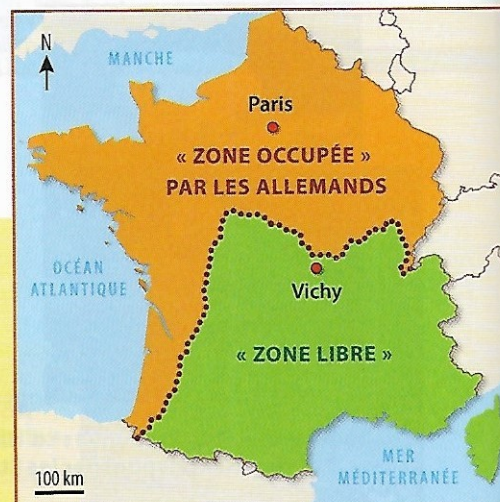 N
MANCHE
Paris
« ZONE OCCUPÉE »
PAR LES ALLEMANDS
OCÉAN
ATLANTIQUE
Vichy
« ZONE LIBRE »
MER
MÉDITERRANÉE
100 km